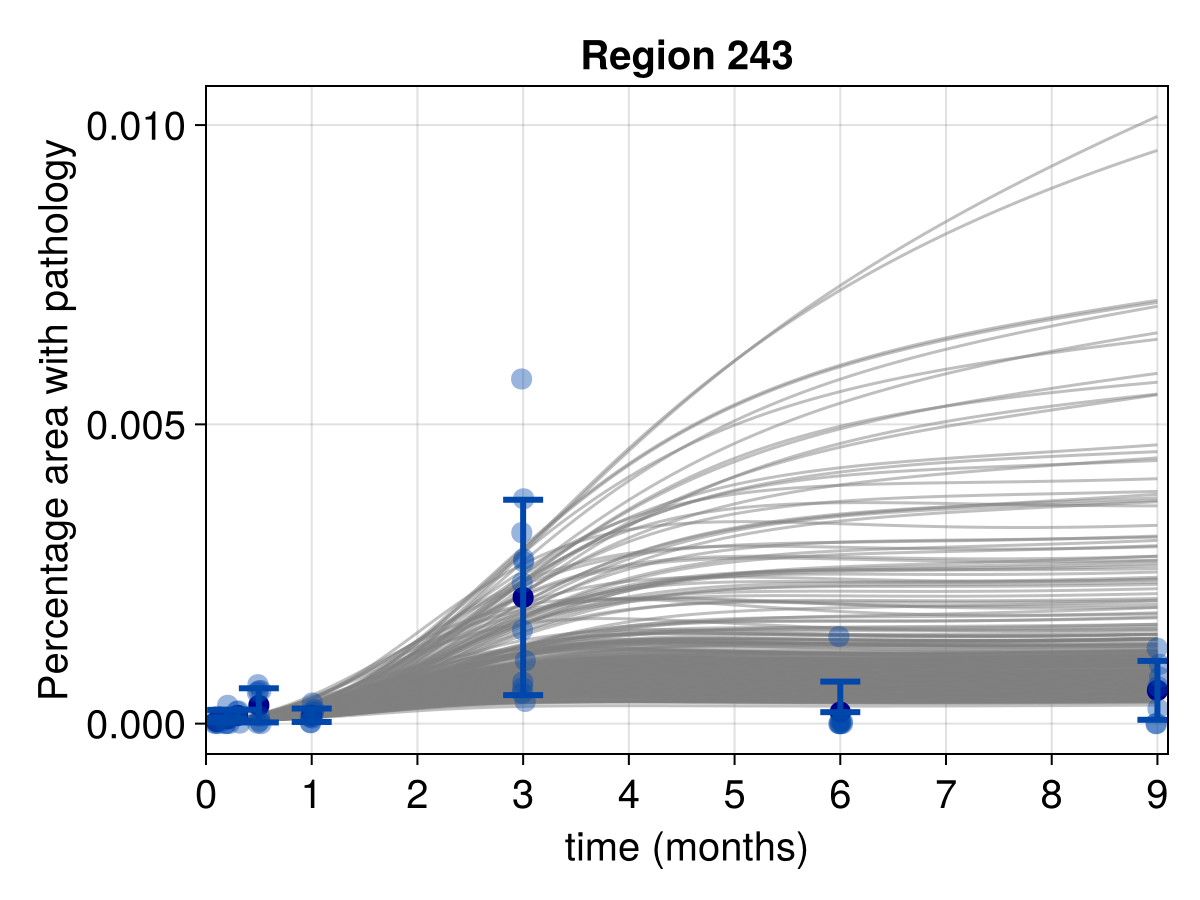 Region 243
Percentage area with pathology
0.010
0.005
0.000
0 1 2 3 4 5 6 7 8 9
time (months)